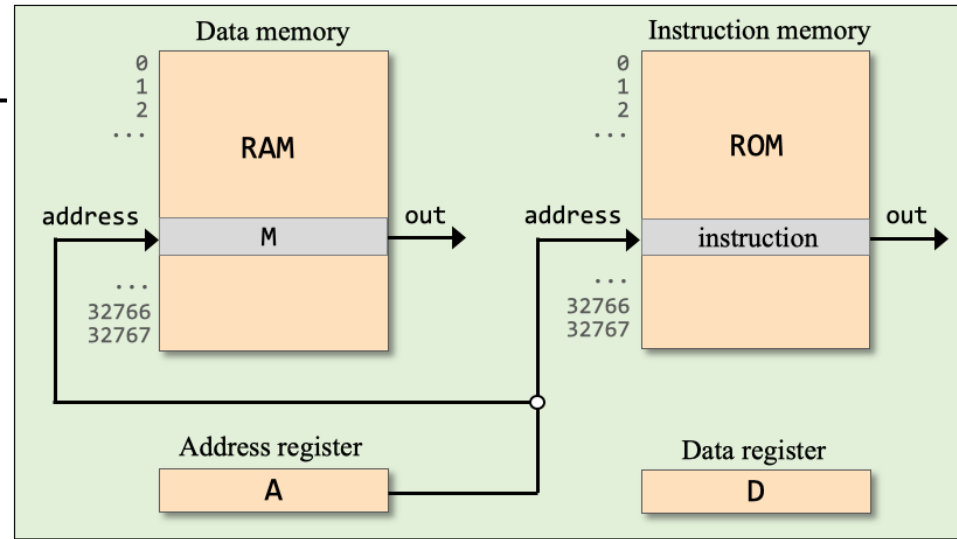 Data memory
0
1
2
...
RAM
address
M
out
...
32766
32767
Instruction memory
0
1
2
...
ROM
address
instruction
out
...
32766
32767
Address register
A
Data register
D